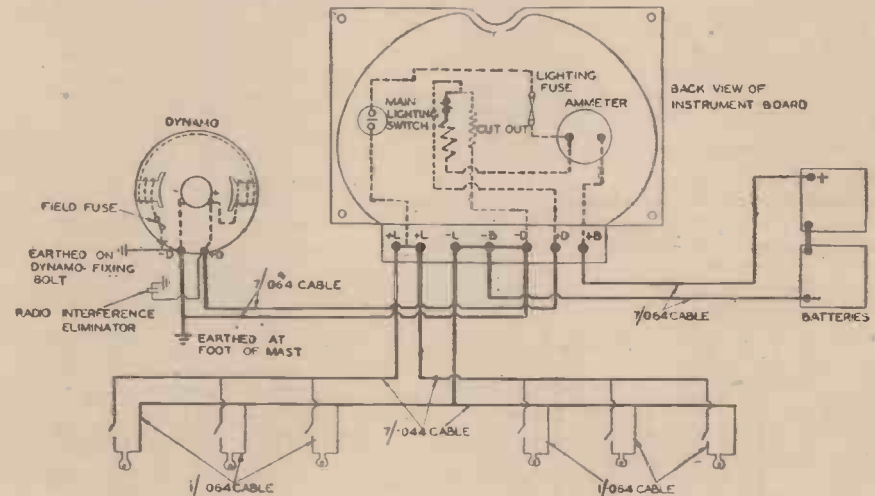 BACK VIEW OF
INSTRUMENT BOARD
LIGHTING
FUSE
AMMETER
MAIN
LIGHTING
SWITCH
CUT OUT
DYNAMO
FIELD FUSE
EARTHED ON
DYNAMO-FIXING
BOLT
RADIO INTERFERENCE
ELIMINATOR
-D +D
7/.064 CABLE
EARTHED AT
FOOT OF MAST
+L +L -L -B -D +D +B
+
-
7/.064 CABLE
BATTERIES
7/.044 CABLE
1/.064 CABLE
1/.064 CABLE